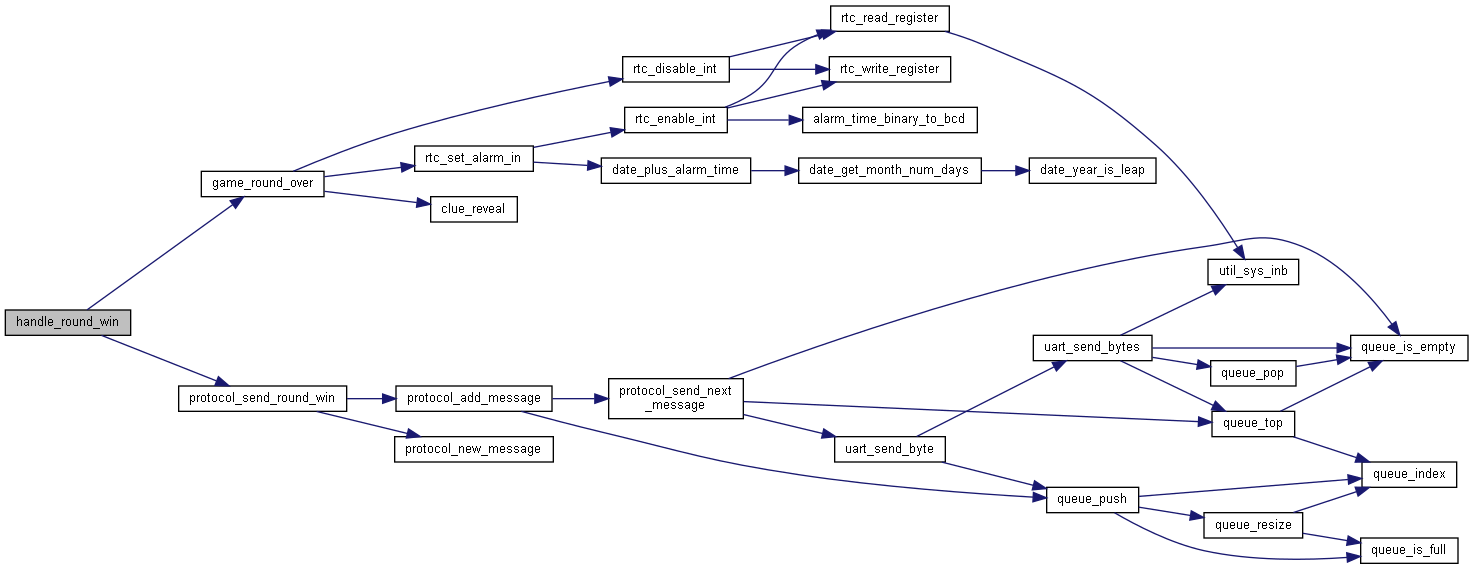 rtc_read_register
rtc_disable_int
rtc_write_register
rtc_enable_int
alarm_time_binary_to_bcd
rtc_set_alarm_in
date_plus_alarm_time
date_get_month_num_days
date_year_is_leap
game_round_over
clue_reveal
util_sys_inb
handle_round_win
uart_send_bytes
queue_is_empty
queue_pop
protocol_send_round_win
protocol_add_message
protocol_send_next
_message
queue_top
protocol_new_message
uart_send_byte
queue_index
queue_push
queue_resize
queue_is_full